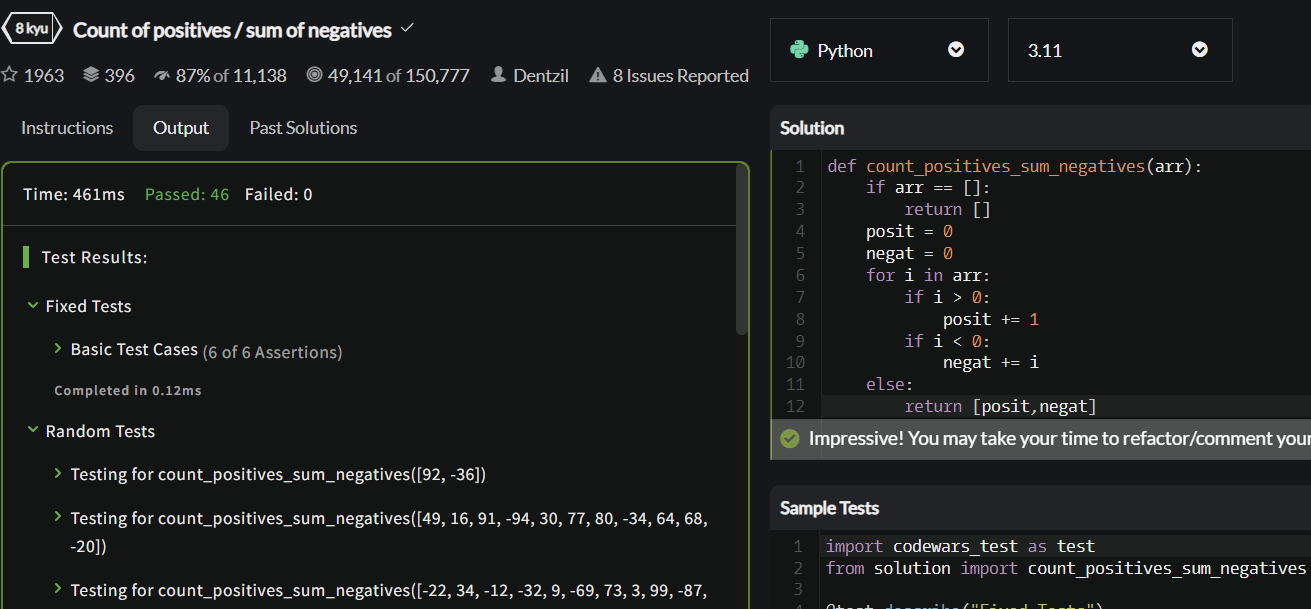 8 kyu Count of positives / sum of negatives
1963 396 87% of 11,138 49,141 of 150,777 Dentzil 8 Issues Reported
Instructions Output Past Solutions
Time: 461ms Passed: 46 Failed: 0
Test Results:
Fixed Tests
Basic Test Cases (6 of 6 Assertions)
Completed in 0.12ms
Random Tests
Testing for count_positives_sum_negatives([92, -36])
Testing for count_positives_sum_negatives([49, 16, 91, -94, 30, 77, 80, -34, 64, 68,
-20])
Testing for count_positives_sum_negatives([-22, 34, -12, -32, 9, -69, 73, 3, 99, -87,
Python 3.11
Solution
1 def count_positives_sum_negatives(arr):
2 if arr == []:
3 return []
4 posit = 0
5 negat = 0
6 for i in arr:
7 if i > 0:
8 posit += 1
9 if i < 0:
10 negat += i
11 else:
12 return [posit,negat]
Impressive! You may take your time to refactor/comment your
Sample Tests
1 import codewars_test as test
2 from solution import count_positives_sum_negatives
3
4 @test.describe("Fixed Tests")